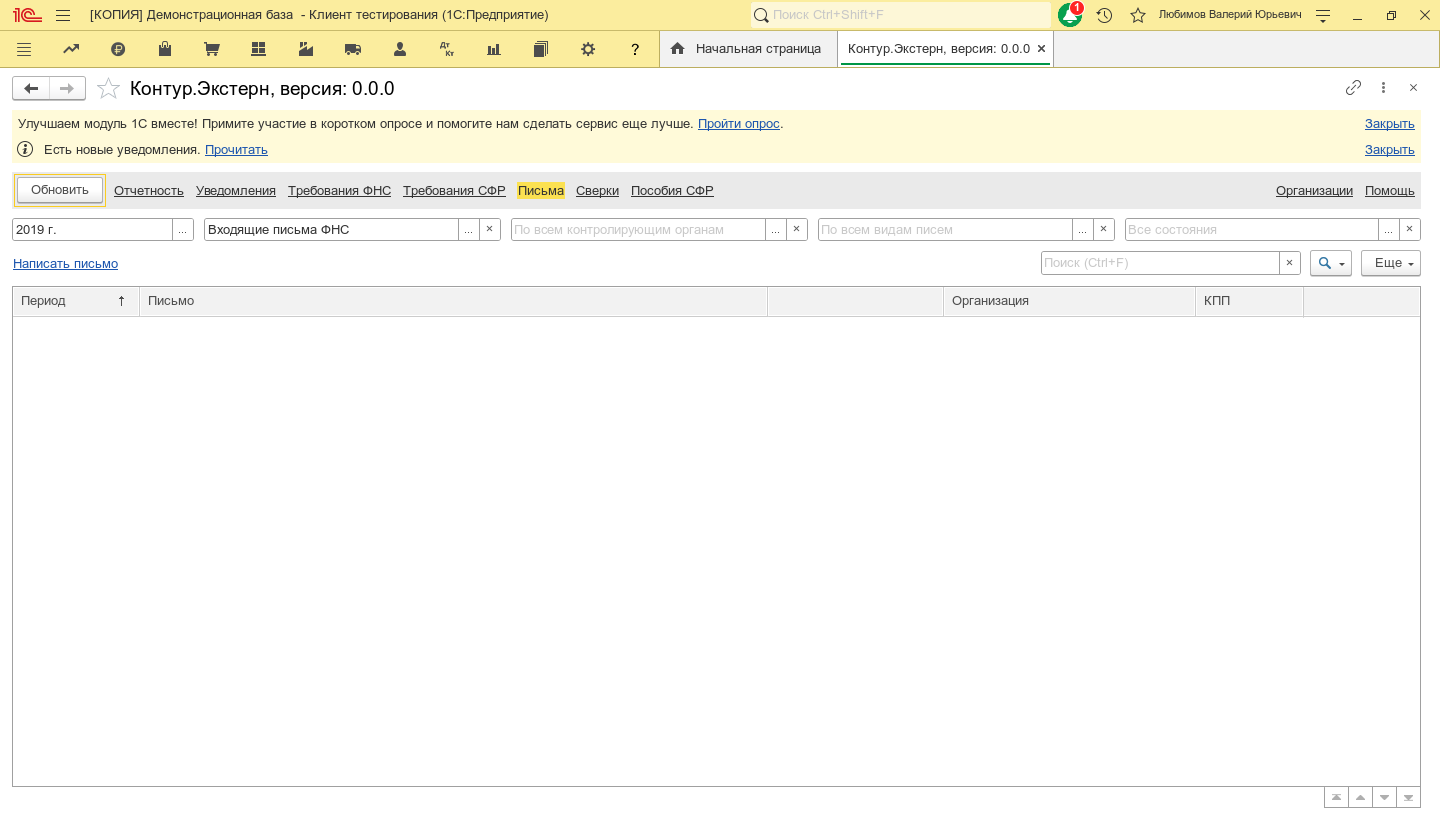 1С [КОПИЯ] Демонстрационная база - Клиент тестирования (1С:Предприятие) Поиск Ctrl+Shift+F 1 Любимов Валерий Юрьевич
Дт Кт ? Начальная страница Контур.Экстерн, версия: 0.0.0 ×
Контур.Экстерн, версия: 0.0.0
Улучшаем модуль 1С вместе! Примите участие в коротком опросе и помогите нам сделать сервис еще лучше. Пройти опрос. Закрыть
Есть новые уведомления. Прочитать Закрыть
Обновить Отчетность Уведомления Требования ФНС Требования СФР Письма Сверки Пособия СФР Организации Помощь
2019 г. ... Входящие письма ФНС ... × По всем контролирующим органам ... × По всем видам писем ... × Все состояния ... ×
Написать письмо Поиск (Ctrl+F) × Еще
Период ↑ Письмо Организация КПП